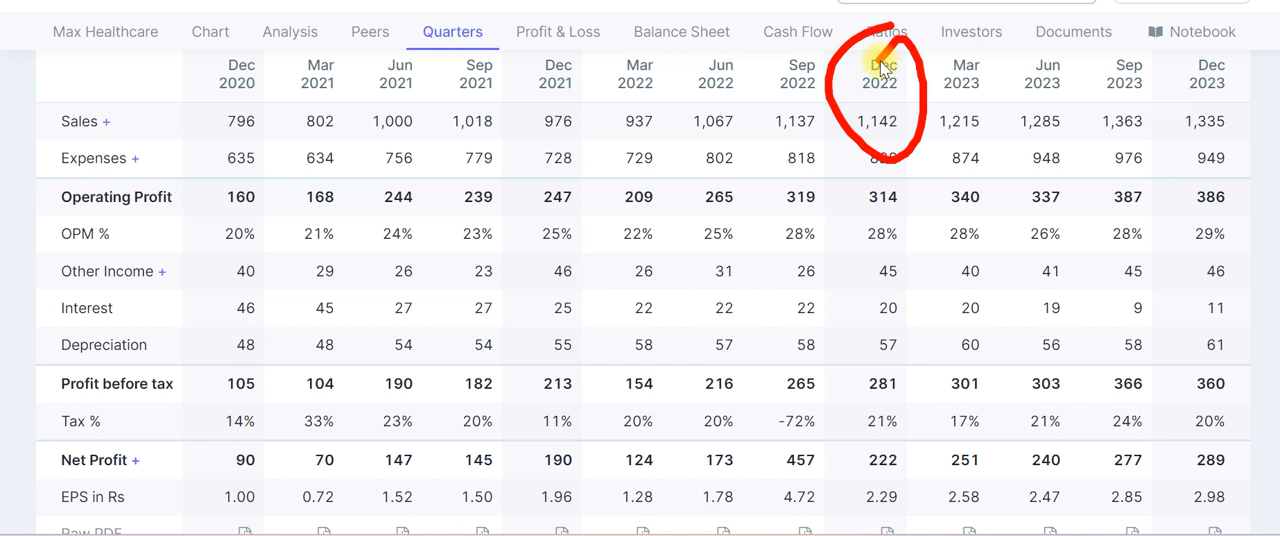 Max Healthcare Chart Analysis Peers Quarters Profit & Loss Balance Sheet Cash Flow Ratios Investors Documents Notebook
Dec 2020 Mar 2021 Jun 2021 Sep 2021 Dec 2021 Mar 2022 Jun 2022 Sep 2022 Dec 2022 Mar 2023 Jun 2023 Sep 2023 Dec 2023
Sales + 796 802 1,000 1,018 976 937 1,067 1,137 1,142 1,215 1,285 1,363 1,335
Expenses + 635 634 756 779 728 729 802 818 874 948 976 949
Operating Profit 160 168 244 239 247 209 265 319 314 340 337 387 386
OPM % 20% 21% 24% 23% 25% 22% 25% 28% 28% 28% 26% 28% 29%
Other Income + 40 29 26 23 46 26 31 26 45 40 41 45 46
Interest 46 45 27 27 25 22 22 22 20 20 19 9 11
Depreciation 48 48 54 54 55 58 57 58 57 60 56 58 61
Profit before tax 105 104 190 182 213 154 216 265 281 301 303 366 360
Tax % 14% 33% 23% 20% 11% 20% 20% -72% 21% 17% 21% 24% 20%
Net Profit + 90 70 147 145 190 124 173 457 222 251 240 277 289
EPS in Rs 1.00 0.72 1.52 1.50 1.96 1.28 1.78 4.72 2.29 2.58 2.47 2.85 2.98
Raw PDF